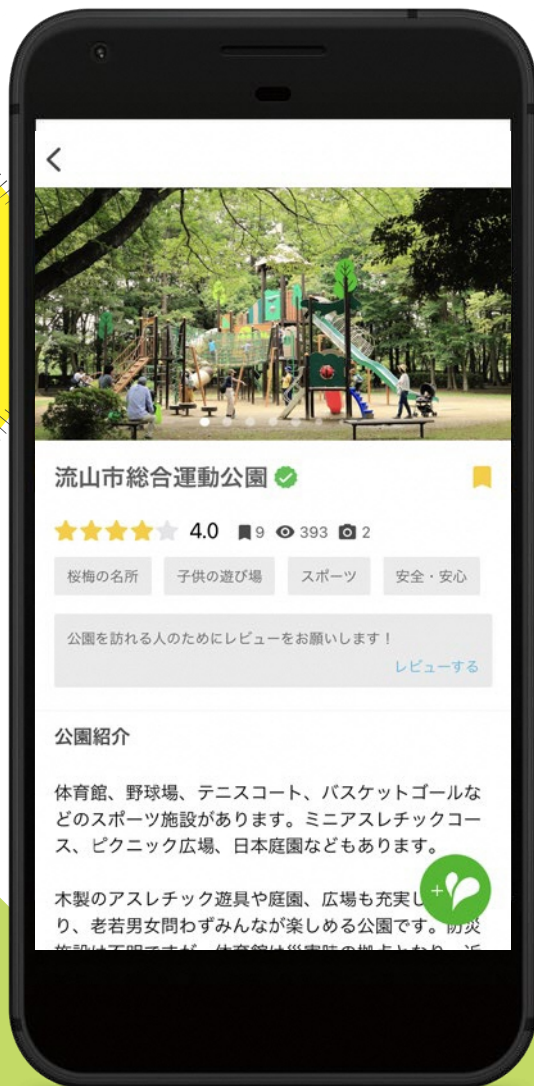 流山市総合運動公園
4.0 9 393 2
桜梅の名所 子供の遊び場 スポーツ 安全・安心
公園を訪れる人のためにレビューをお願いします！
レビューする
公園紹介
体育館、野球場、テニスコート、バスケットゴールな
どのスポーツ施設があります。ミニアスレチックコー
ス、ピクニック広場、日本庭園などもあります。
木製のアスレチック遊具や庭園、広場も充実し
り、老若男女問わずみんなが楽しめる公園です。防災